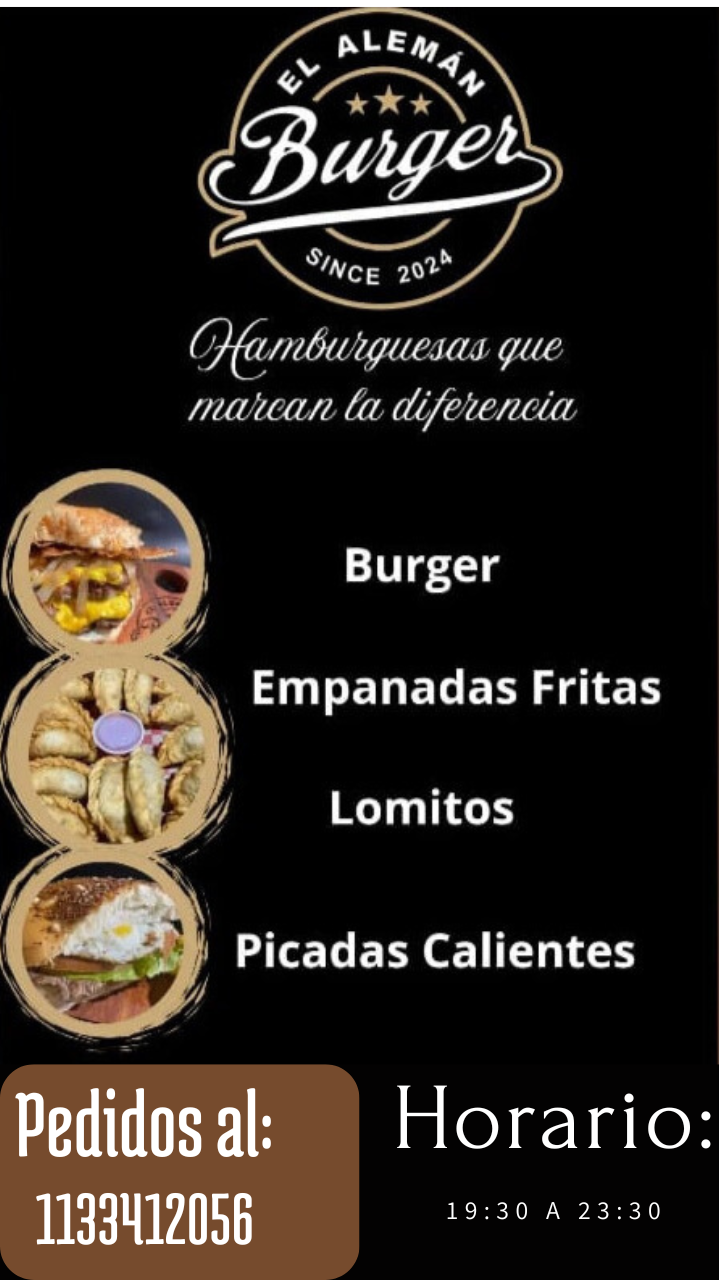 EL ALEMÁN
Burger
SINCE 2024
Hamburguesas que
marcan la diferencia
Burger
Empanadas Fritas
Lomitos
Picadas Calientes
Pedidos al:
1133412056
Horario:
19:30 A 23:30